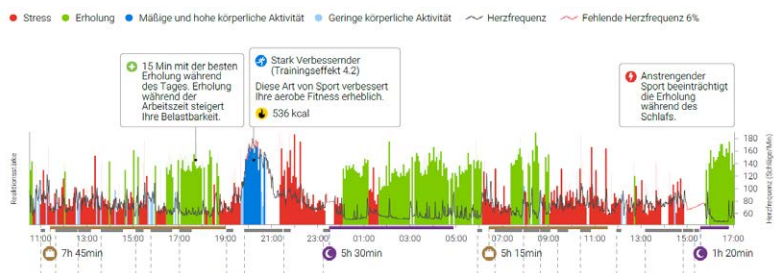 Stress Erholung Mäßige und hohe körperliche Aktivität Geringe körperliche Aktivität Herzfrequenz Fehlende Herzfrequenz 6%
15 Min mit der besten
Erholung während
des Tages. Erholung
während der
Arbeitszeit steigert
Ihre Belastbarkeit.
Stark Verbessernder
(Trainingseffekt 4.2)
Diese Art von Sport verbessert
Ihre aerobe Fitness erheblich.
536 kcal
Anstrengender
Sport beeinträchtigt
die Erholung
während des
Schlafs.
Reaktionsstärke
180
160
140
120
100
80
60
Herzfrequenz (Schläge/Min)
11:00 13:00 15:00 17:00 19:00 21:00 23:00 01:00 03:00 05:00 07:00 09:00 11:00 13:00 15:00 17:00
7h 45min 5h 30min 5h 15min 1h 20min